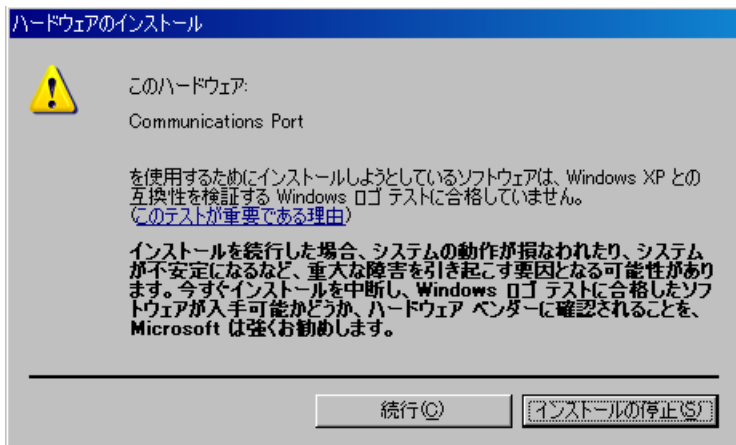 ハードウェアのインストール
このハードウェア:
Communications Port
を使用するためにインストールしようとしているソフトウェアは、Windows XP との
互換性を検証する Windows ロゴ テストに合格していません。
(このテストが重要である理由)
インストールを続行した場合、システムの動作が損なわれたり、システム
が不安定になるなど、重大な障害を引き起こす要因となる可能性があり
ます。今すぐインストールを中断し、Windows ロゴ テストに合格したソフ
トウェアが入手可能かどうか、ハードウェア ベンダーに確認されることを、
Microsoft は強くお勧めします。
続行(C)
インストールの停止(S)